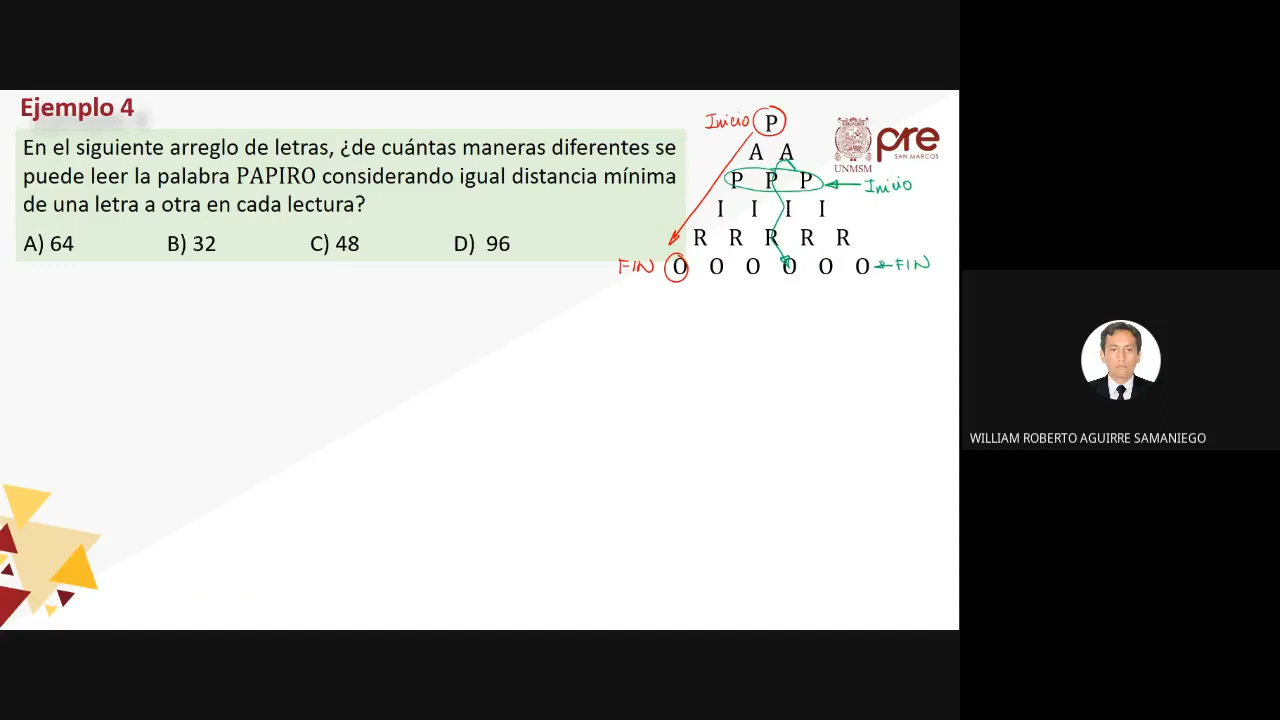 Ejemplo 4
En el siguiente arreglo de letras, ¿de cuántas maneras diferentes se
puede leer la palabra PAPIRO considerando igual distancia mínima
de una letra a otra en cada lectura?
A) 64 B) 32 C) 48 D) 96
Inicio P
A A
P P P Inicio
I I I I
R R R R R
FIN O O O O O O FIN
UNMSM
pre
SAN MARCOS
WILLIAM ROBERTO AGUIRRE SAMANIEGO